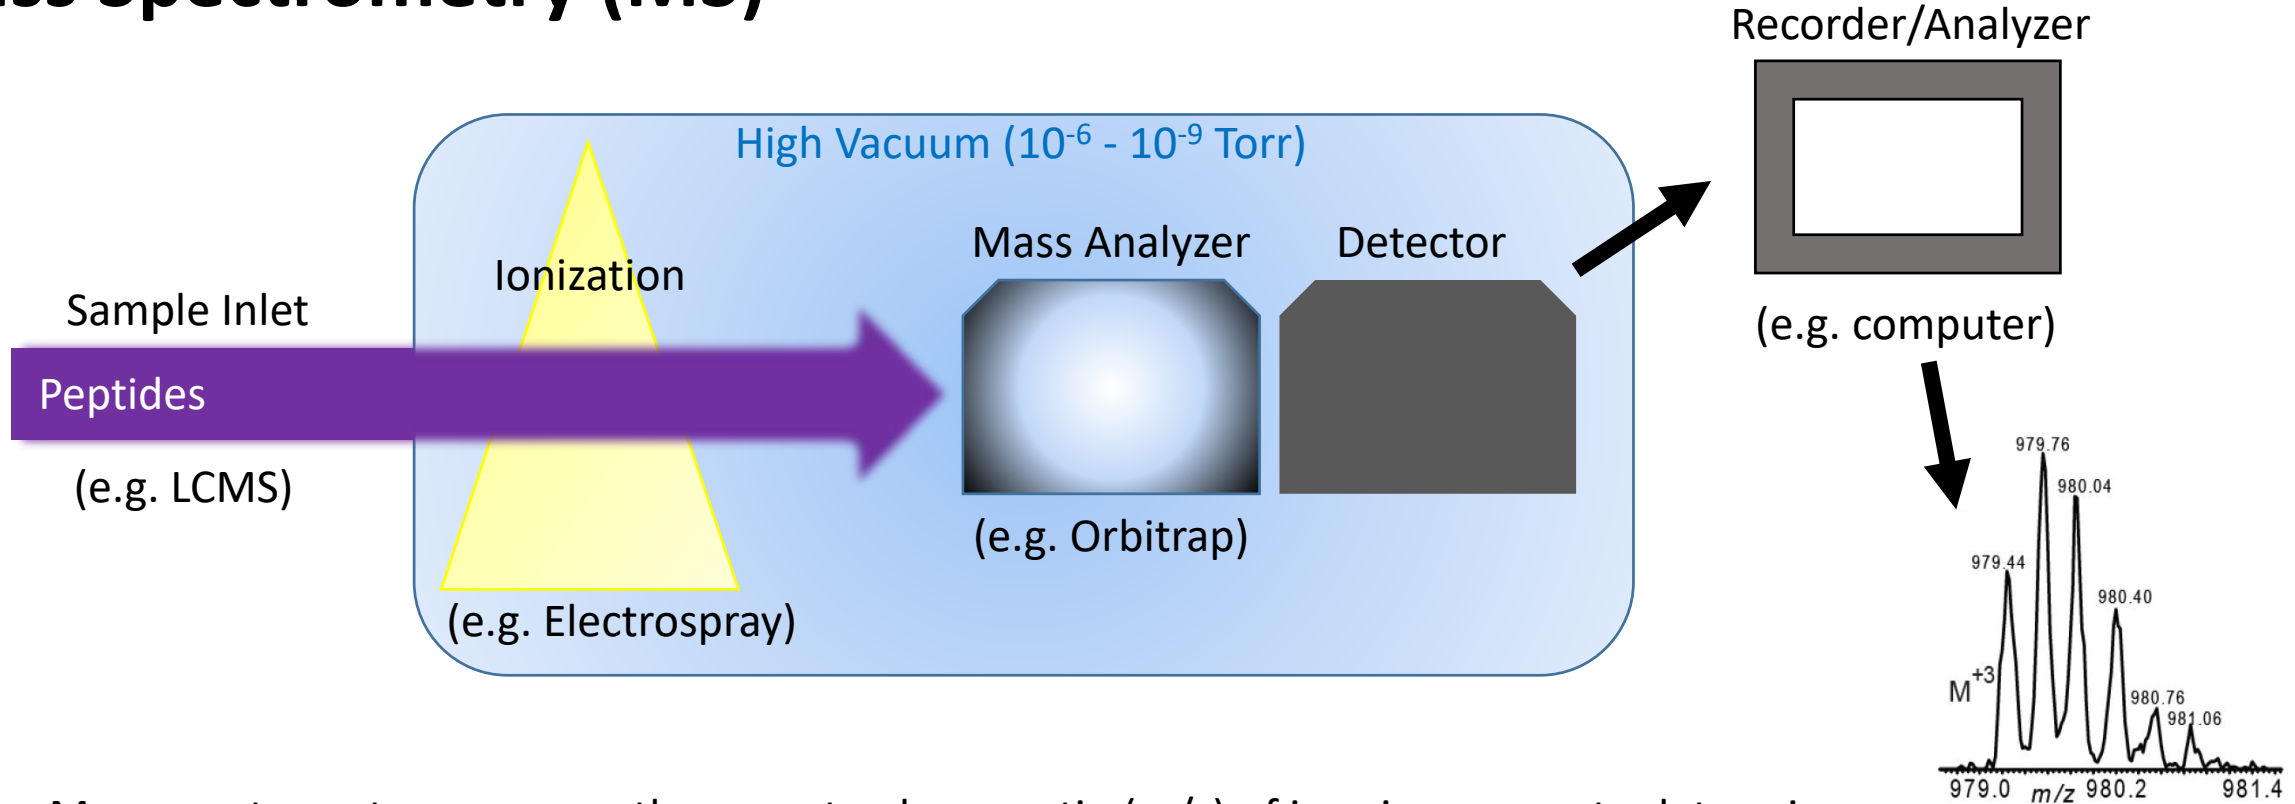 Spectrometry (MS)
Recorder/Analyzer
High Vacuum (10⁻⁶ - 10⁻⁹ Torr)
Mass Analyzer
Detector
Ionization
Sample Inlet
(e.g. computer)
Peptides
(e.g. LCMS)
(e.g. Orbitrap)
(e.g. Electrospray)
979.76
980.04
979.44
980.40
M⁺³
980.76
981.06
979.0 m/z 980.2 981.4